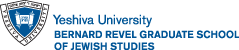 Yeshiva University
BERNARD REVEL GRADUATE SCHOOL
OF JEWISH STUDIES